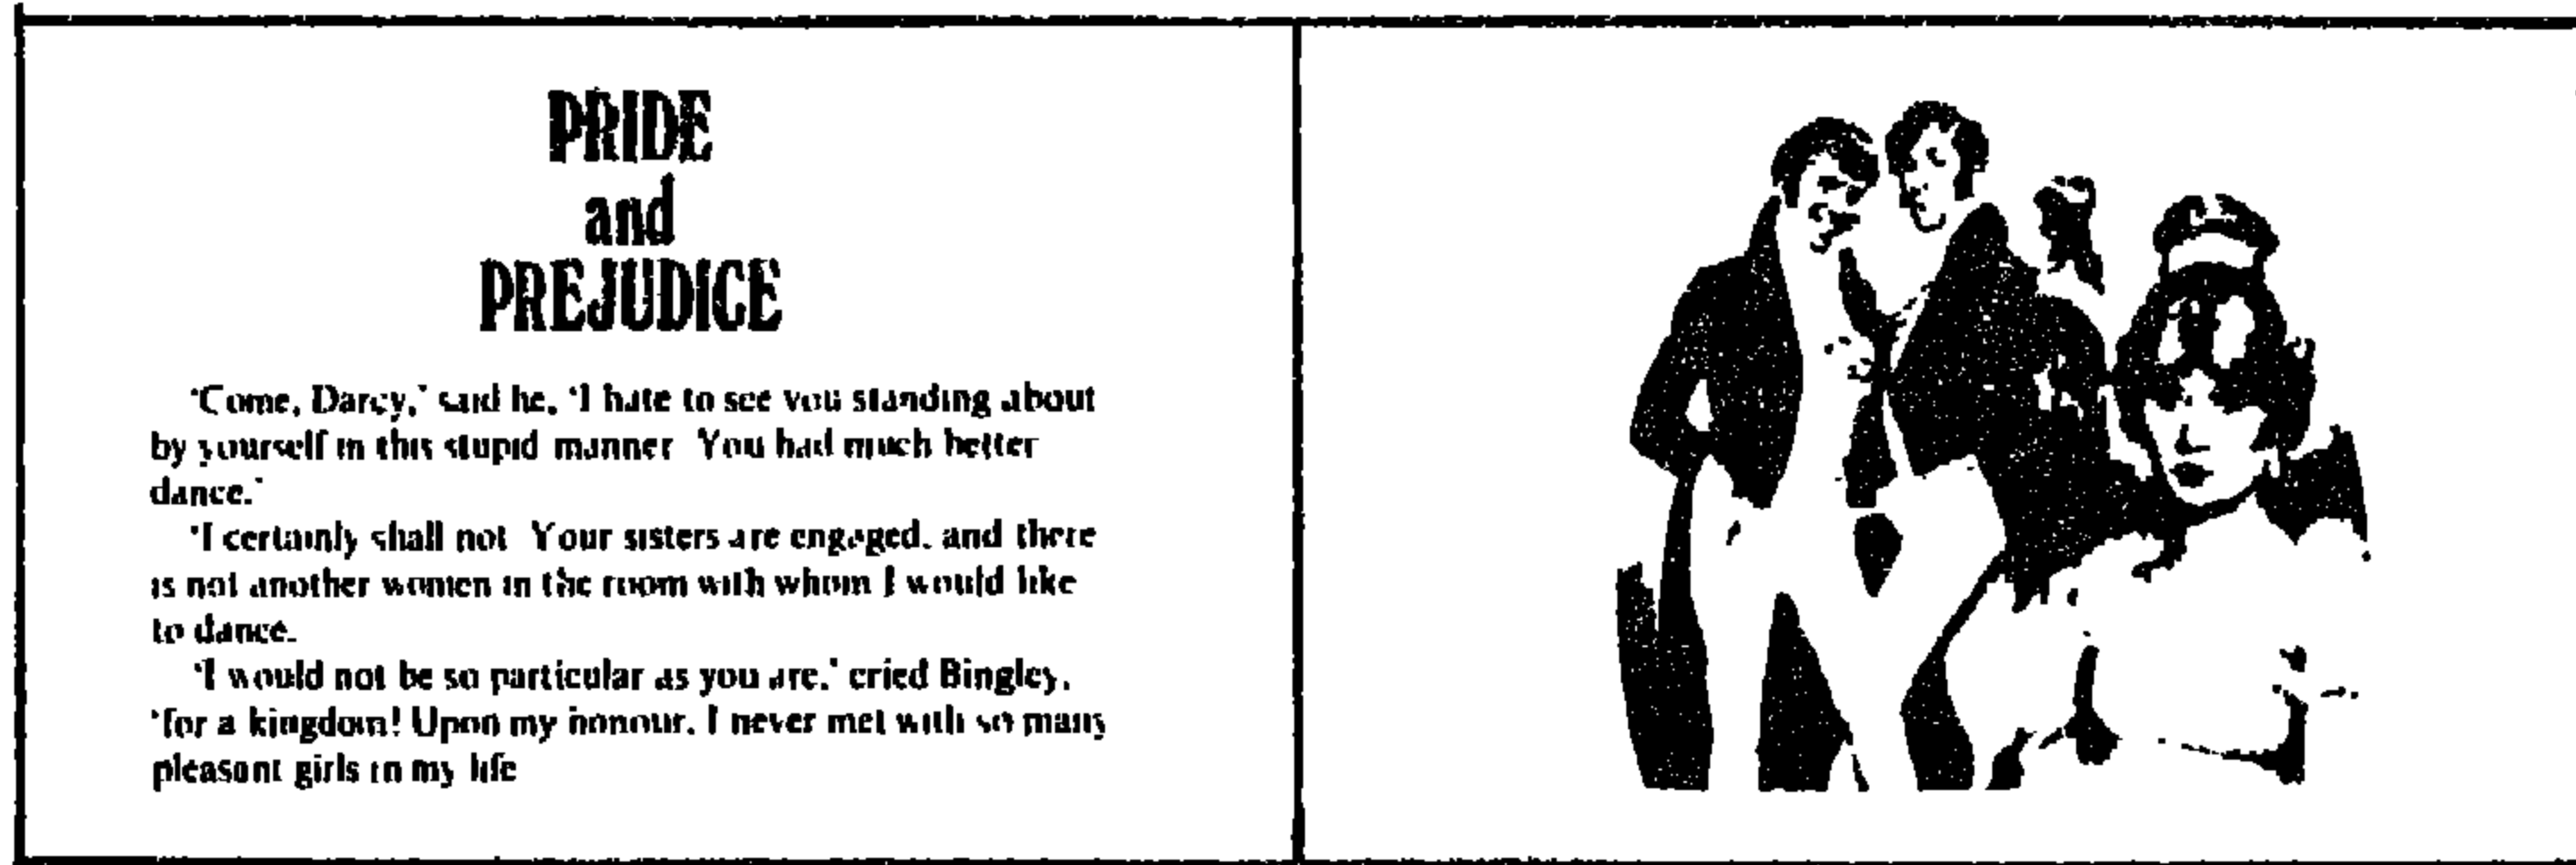 PRIDE
and
PREJUDICE
'Come, Darcy,' said he, 'I hate to see you standing about
by yourself in this stupid manner You had much better
dance.'
'I certainly shall not Your sisters are engaged, and there
is not another women in the room with whom I would like
to dance.
'I would not be so particular as you are,' cried Bingley,
'for a kingdom! Upon my honour, I never met with so many
pleasant girls in my life